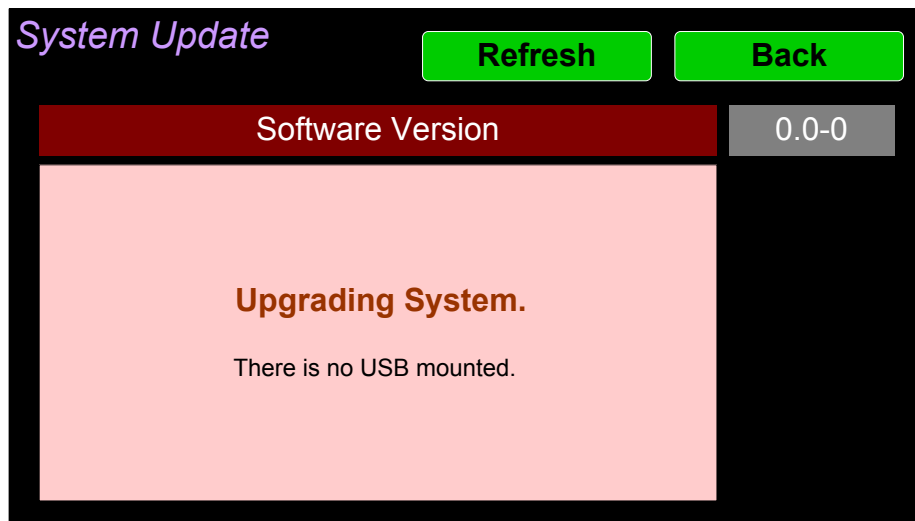 System Update
Refresh
Back
Software Version
0.0-0
Upgrading System.
There is no USB mounted.